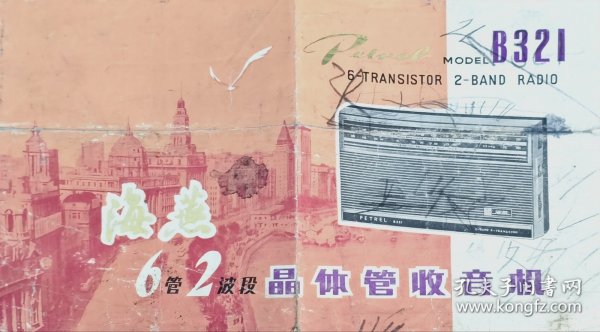 Petrel MODEL B321
6-TRANSISTOR 2-BAND RADIO
PETREL B321
海燕
6管2波段晶体管收音机
孔夫子旧书网
www.kongfz.com